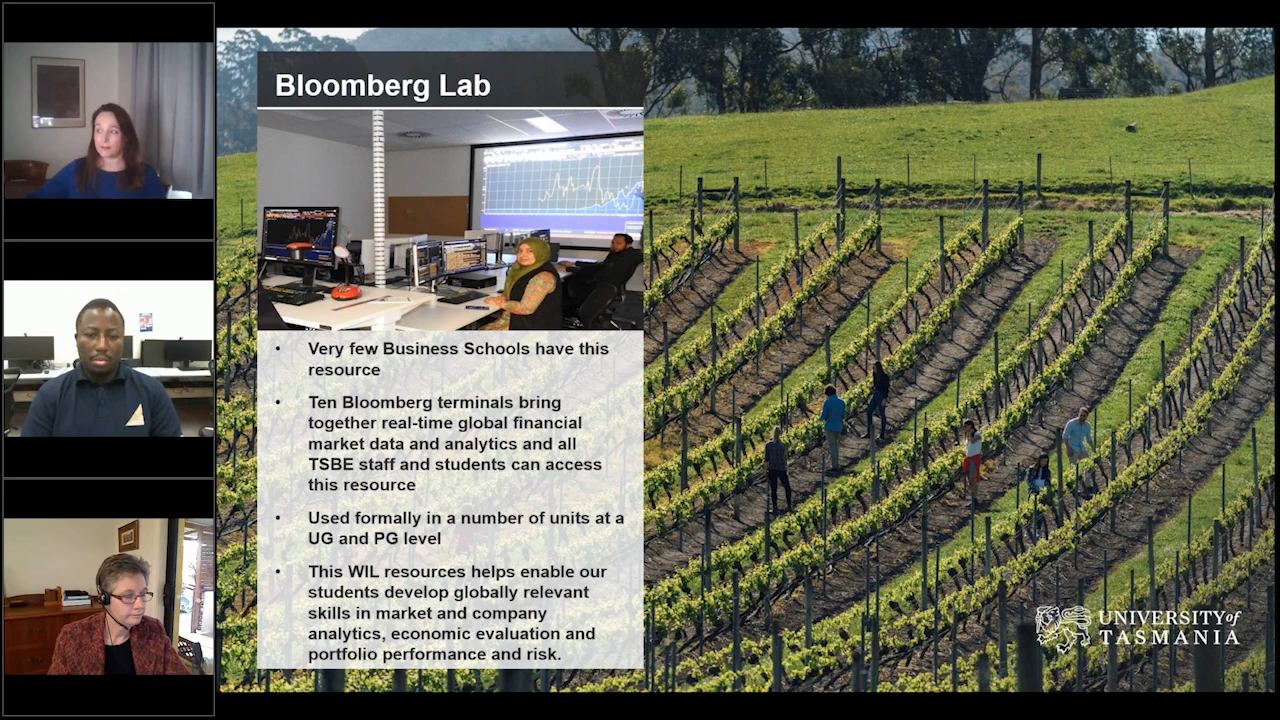 Bloomberg Lab
• Very few Business Schools have this
resource
• Ten Bloomberg terminals bring
together real-time global financial
market data and analytics and all
TSBE staff and students can access
this resource
• Used formally in a number of units at a
UG and PG level
• This WIL resources helps enable our
students develop globally relevant
skills in market and company
analytics, economic evaluation and
portfolio performance and risk.
UNIVERSITY of
TASMANIA